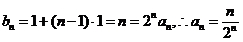 bₙ = 1 + (n−1)·1 = n = 2ⁿaₙ, ∴ aₙ = n/2ⁿ